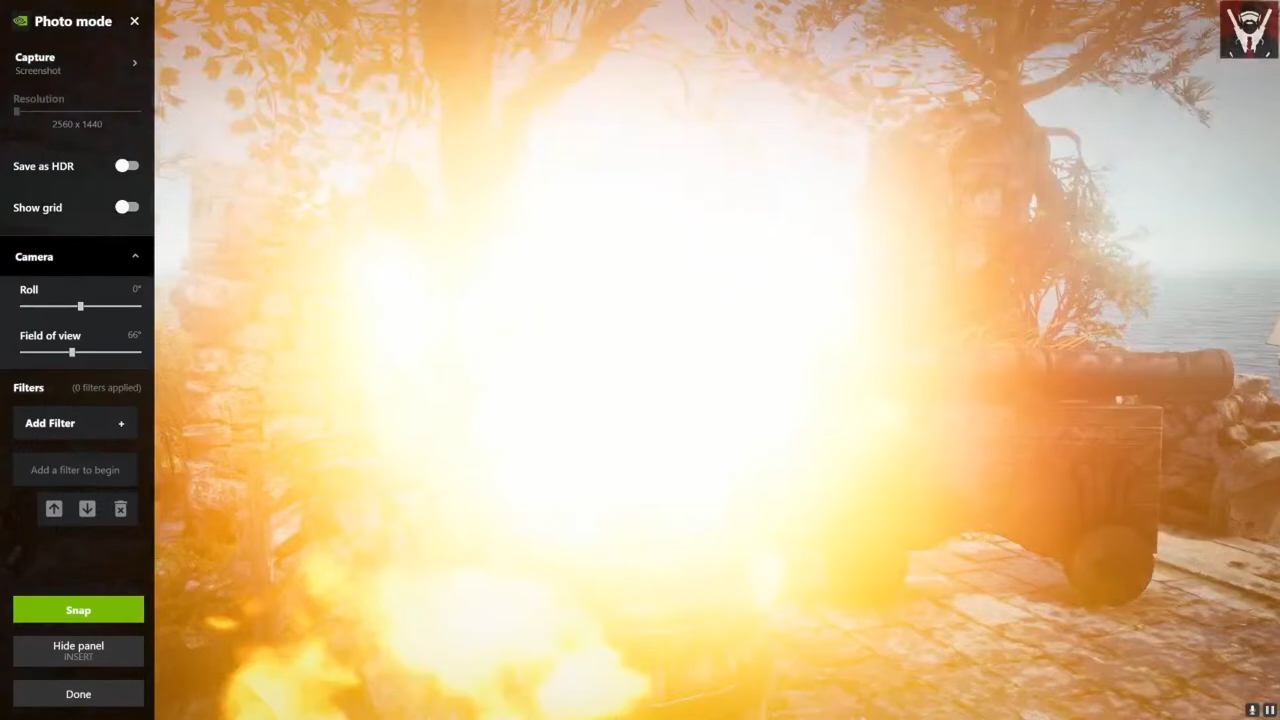 Photo mode
Capture
Screenshot
Resolution
2560 x 1440
Save as HDR
Show grid
Camera
Roll 0°
Field of view 66°
Filters (0 filters applied)
Add Filter +
Add a filter to begin
Snap
Hide panel
INSERT
Done